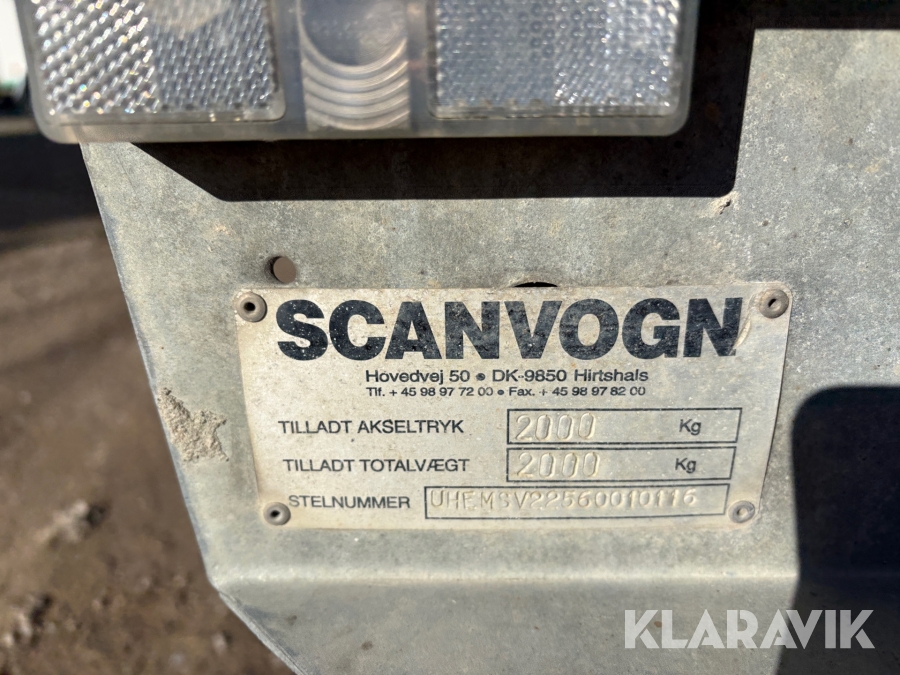 SCANVOGN
Hovedvej 50 • DK-9850 Hirtshals
Tlf. + 45 98 97 72 00 • Fax. + 45 98 97 82 00
TILLADT AKSELTRYK 2000 Kg
TILLADT TOTALVÆGT 2000 Kg
STELNUMMER UHEMSV22560010116
KLARAVIK